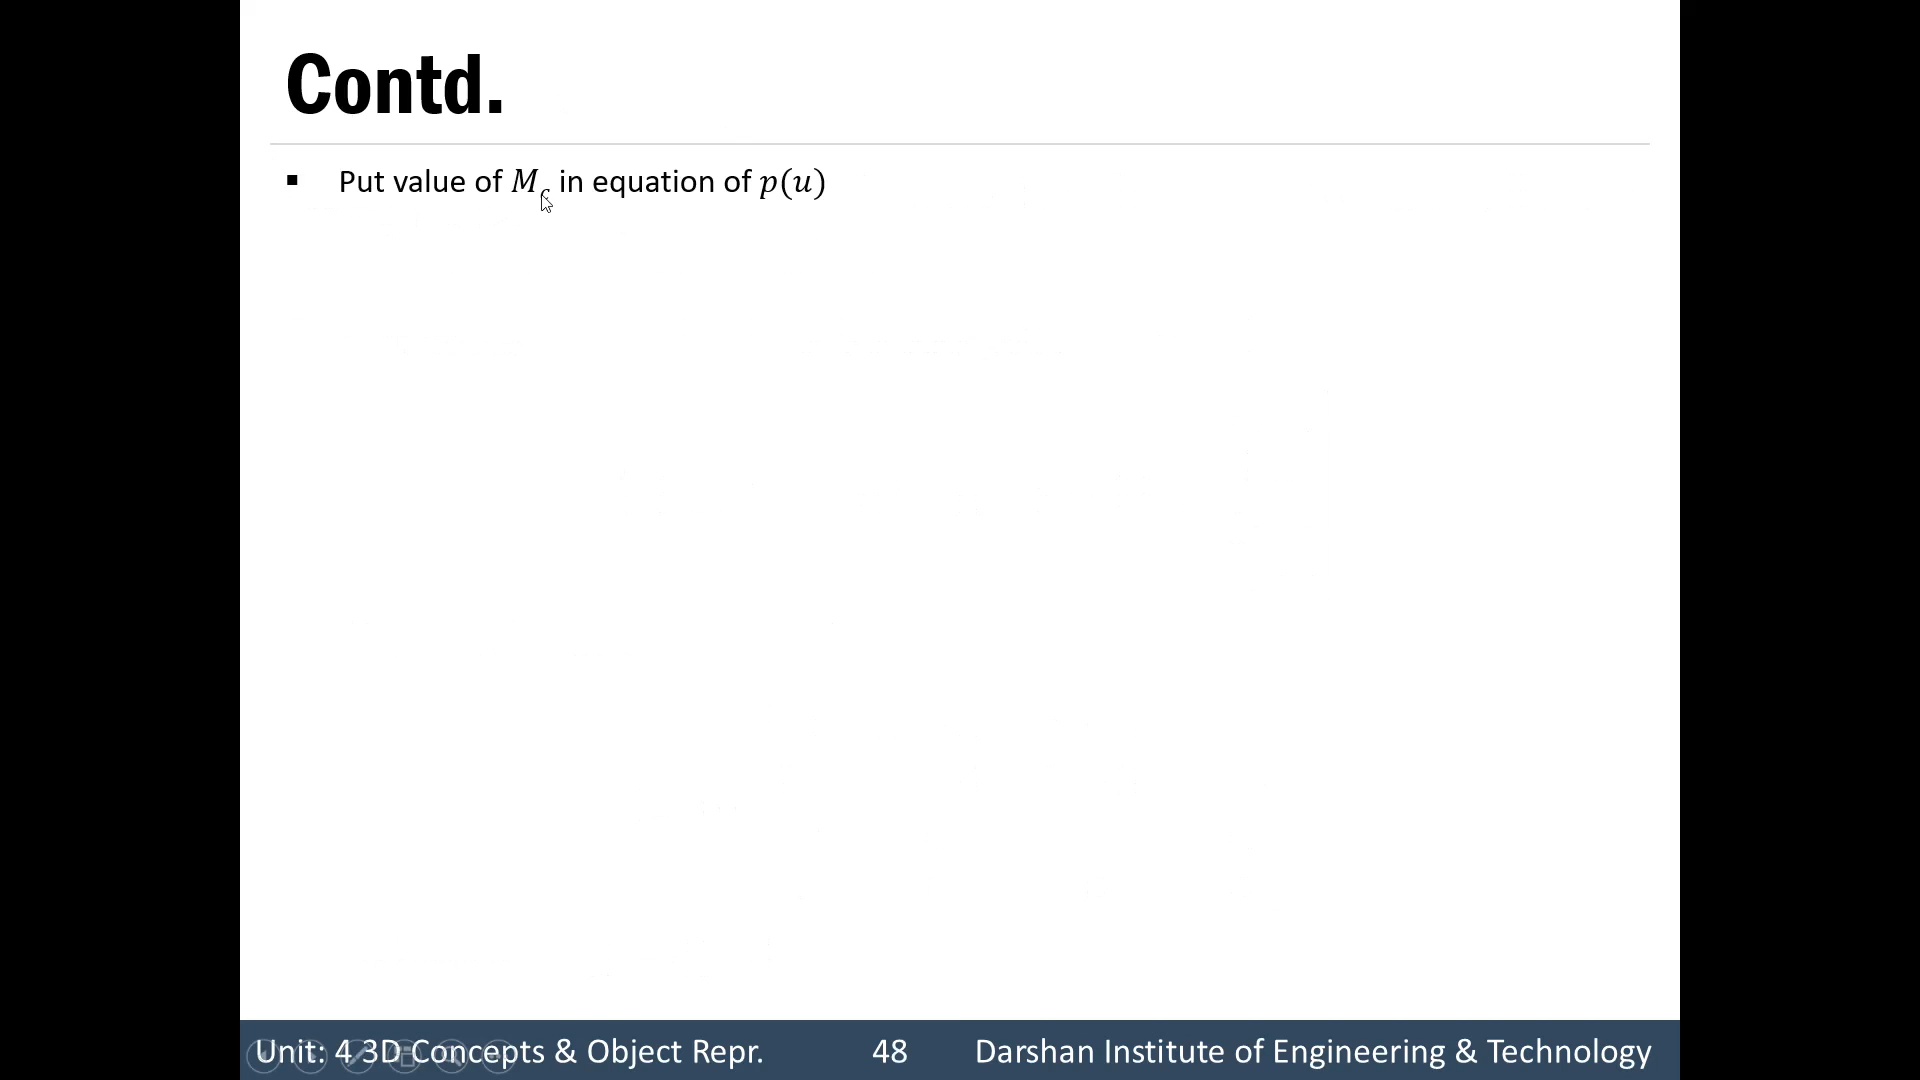 Contd.
▪ Put value of M_c in equation of p(u)
Unit: 4 3D Concepts & Object Repr. 48 Darshan Institute of Engineering & Technology